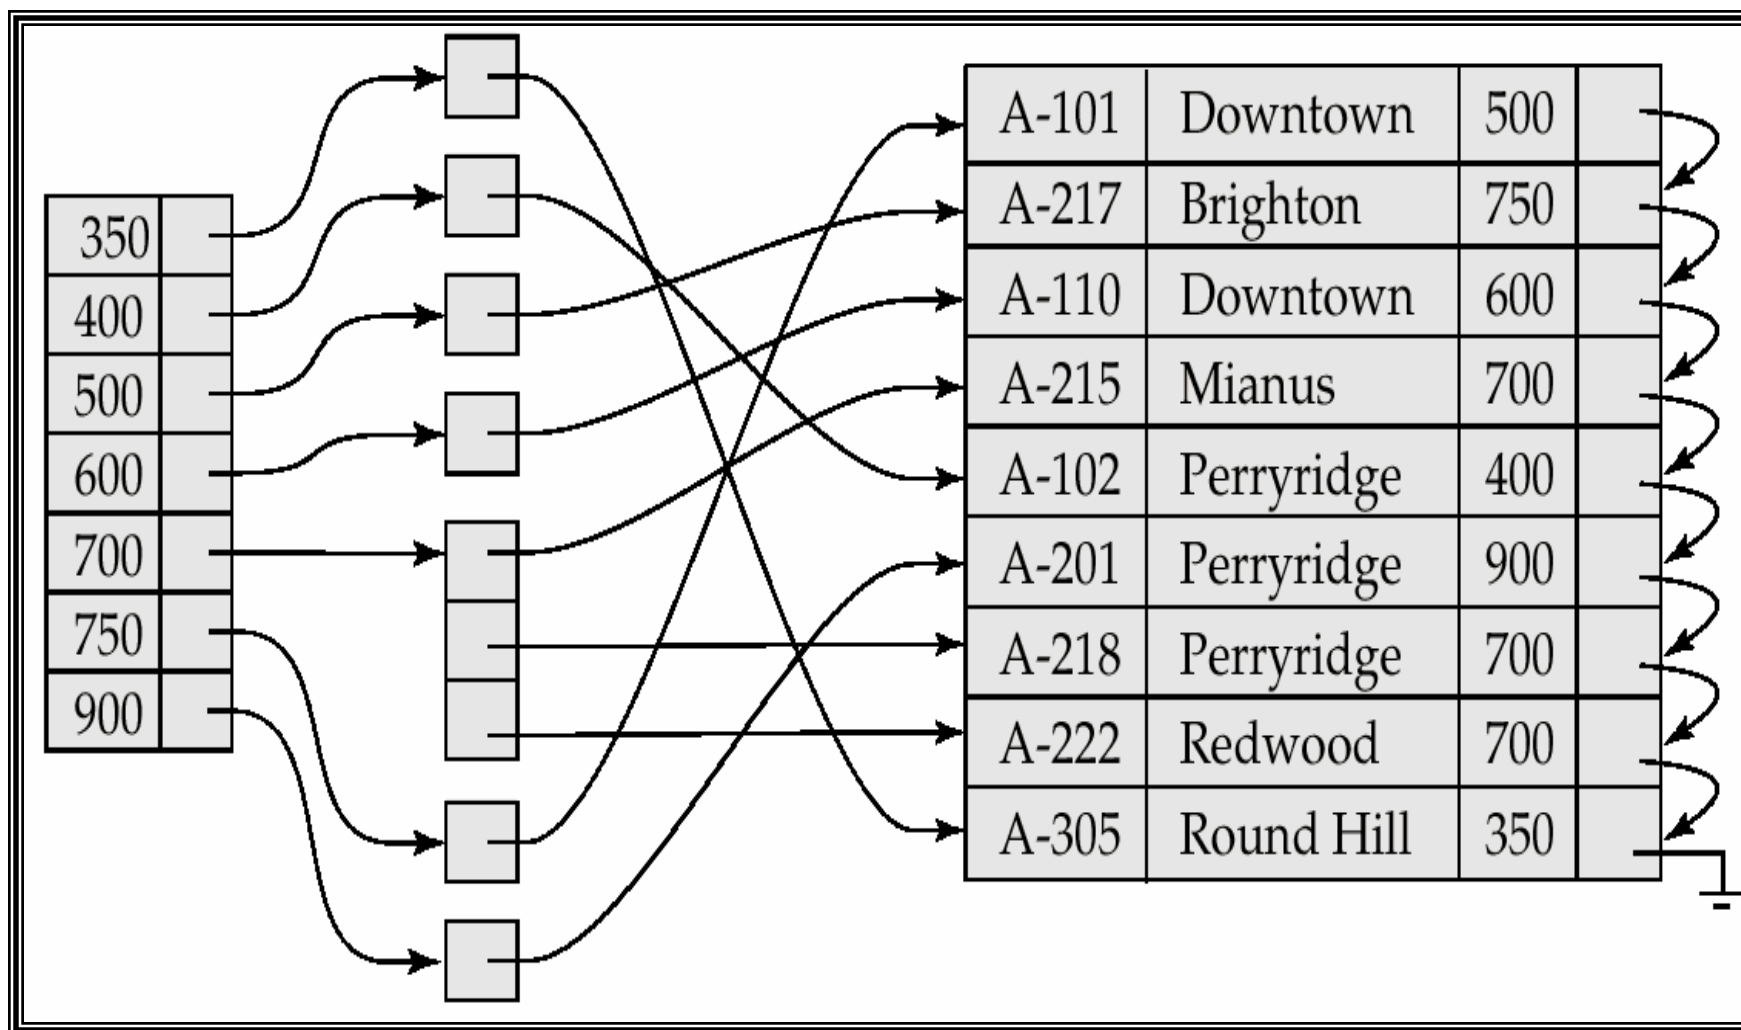 350
400
500
600
700
750
900
A-101 Downtown 500
A-217 Brighton 750
A-110 Downtown 600
A-215 Mianus 700
A-102 Perryridge 400
A-201 Perryridge 900
A-218 Perryridge 700
A-222 Redwood 700
A-305 Round Hill 350